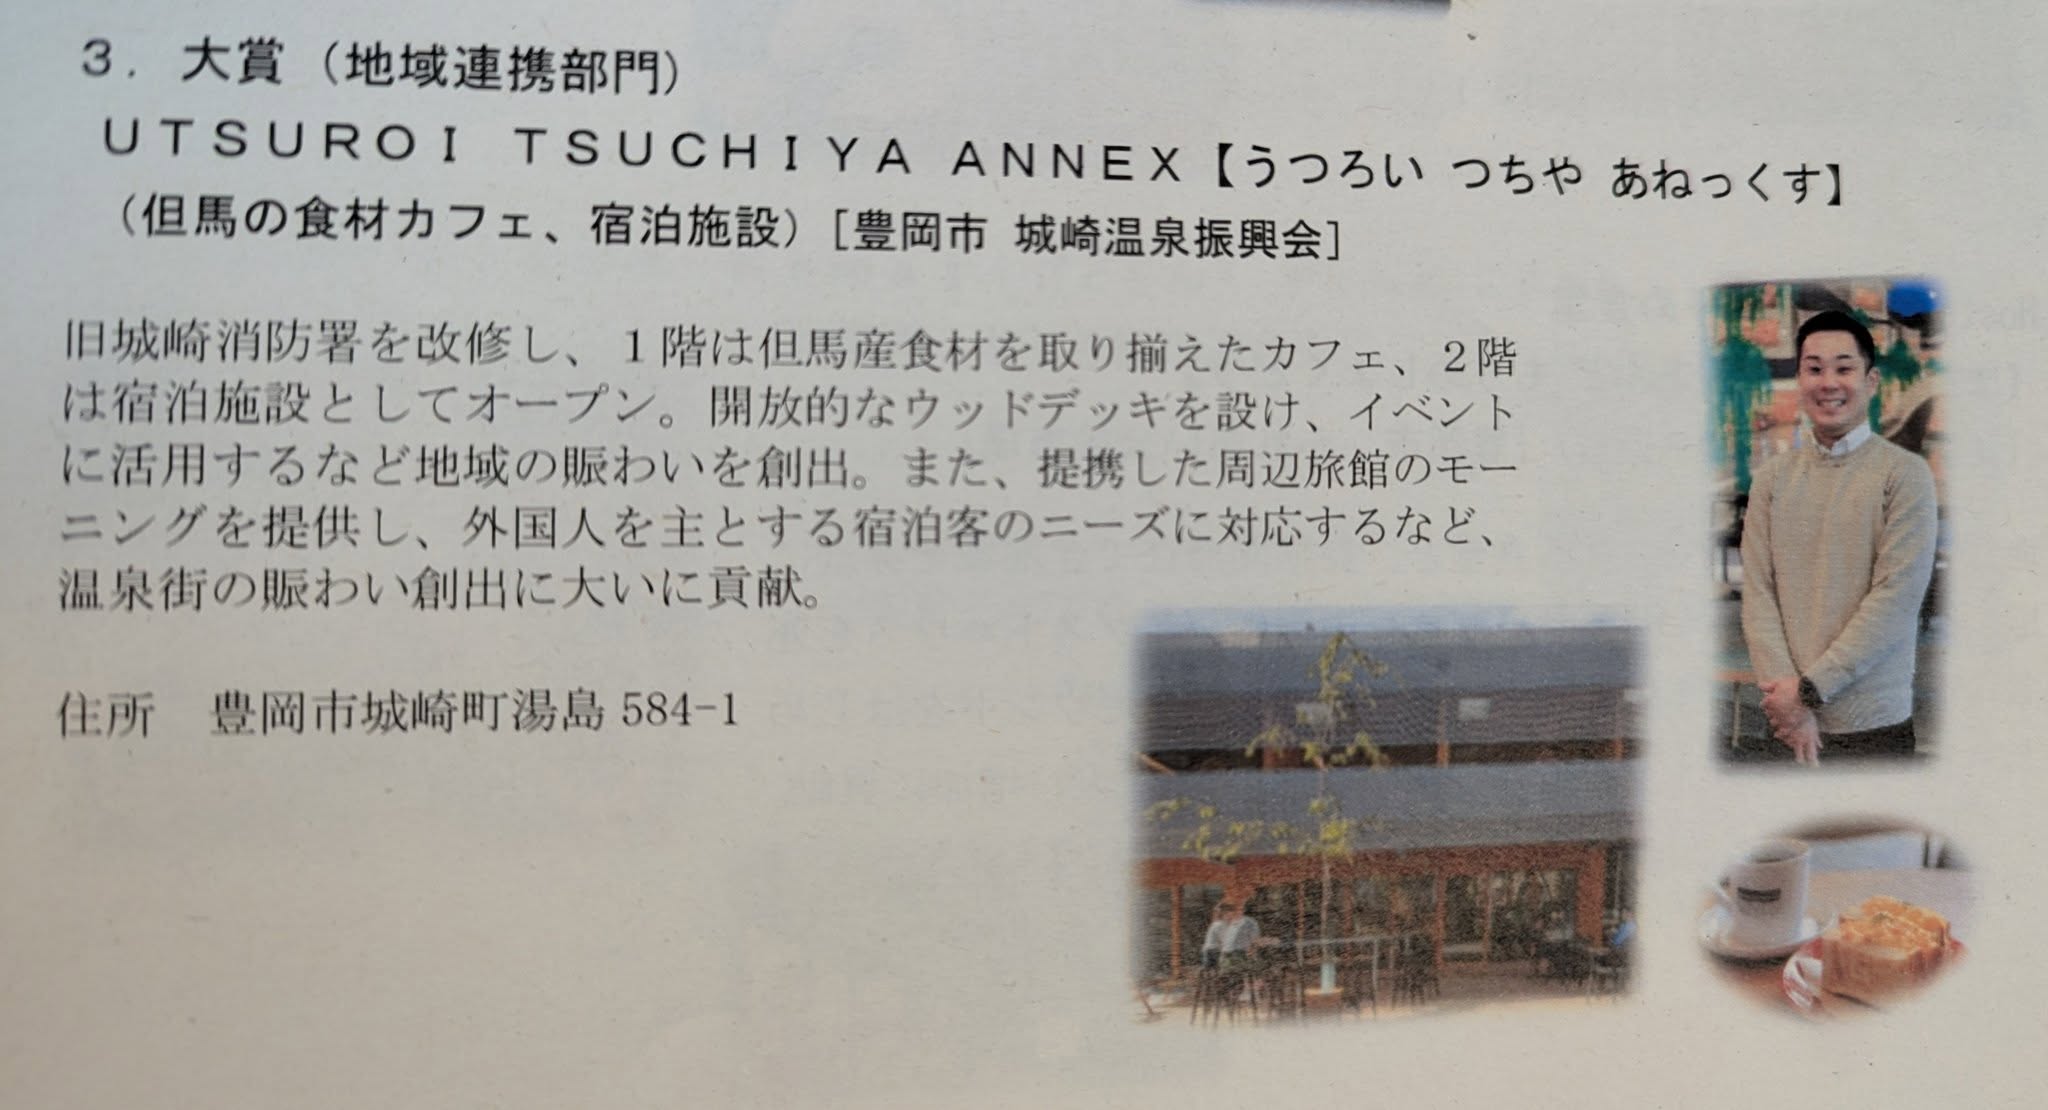 3．大賞（地域連携部門）
ＵＴＳＵＲＯＩ　ＴＳＵＣＨＩＹＡ　ＡＮＮＥＸ【うつろい つちや あねっくす】
（但馬の食材カフェ、宿泊施設）［豊岡市 城崎温泉振興会］
旧城崎消防署を改修し、１階は但馬産食材を取り揃えたカフェ、２階
は宿泊施設としてオープン。開放的なウッドデッキを設け、イベント
に活用するなど地域の賑わいを創出。また、提携した周辺旅館のモー
ニングを提供し、外国人を主とする宿泊客のニーズに対応するなど、
温泉街の賑わい創出に大いに貢献。
住所　豊岡市城崎町湯島 584-1